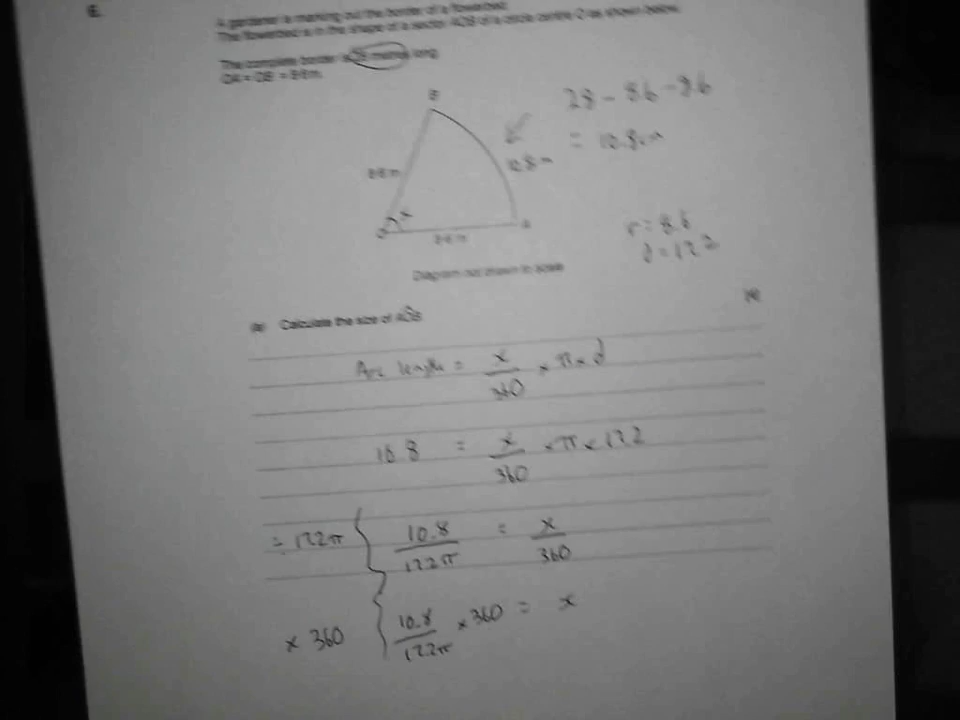 6.
A gardener is marking out the border of a flowerbed.
The flowerbed is in the shape of a sector AOB of a circle centre O as shown below.
The complete border is 28 metres long.
OA = OB = 8·6 m.
B
28 - 8.6 - 8.6
= 10.8 m
8·6 m
10.8 m
x
O
A
8·6 m
r = 8.6
d = 17.2
Diagram not drawn to scale
(a) Calculate the size of AÔB
[4]
Arc length = x/360 × π × d
10.8 = x/360 × π × 17.2
÷ 17.2π { 10.8/17.2π = x/360
× 360 { 10.8/17.2π × 360 = x